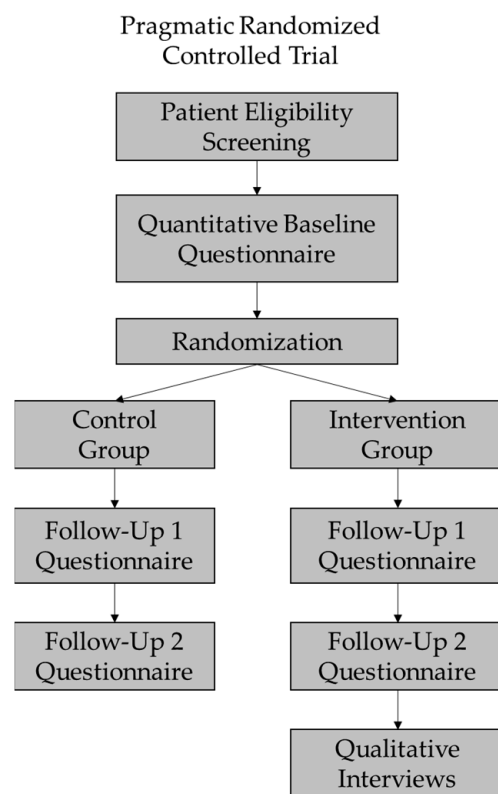 Pragmatic Randomized
Controlled Trial
Patient Eligibility
Screening
Quantitative Baseline
Questionnaire
Randomization
Control
Group
Intervention
Group
Follow-Up 1
Questionnaire
Follow-Up 1
Questionnaire
Follow-Up 2
Questionnaire
Follow-Up 2
Questionnaire
Qualitative
Interviews